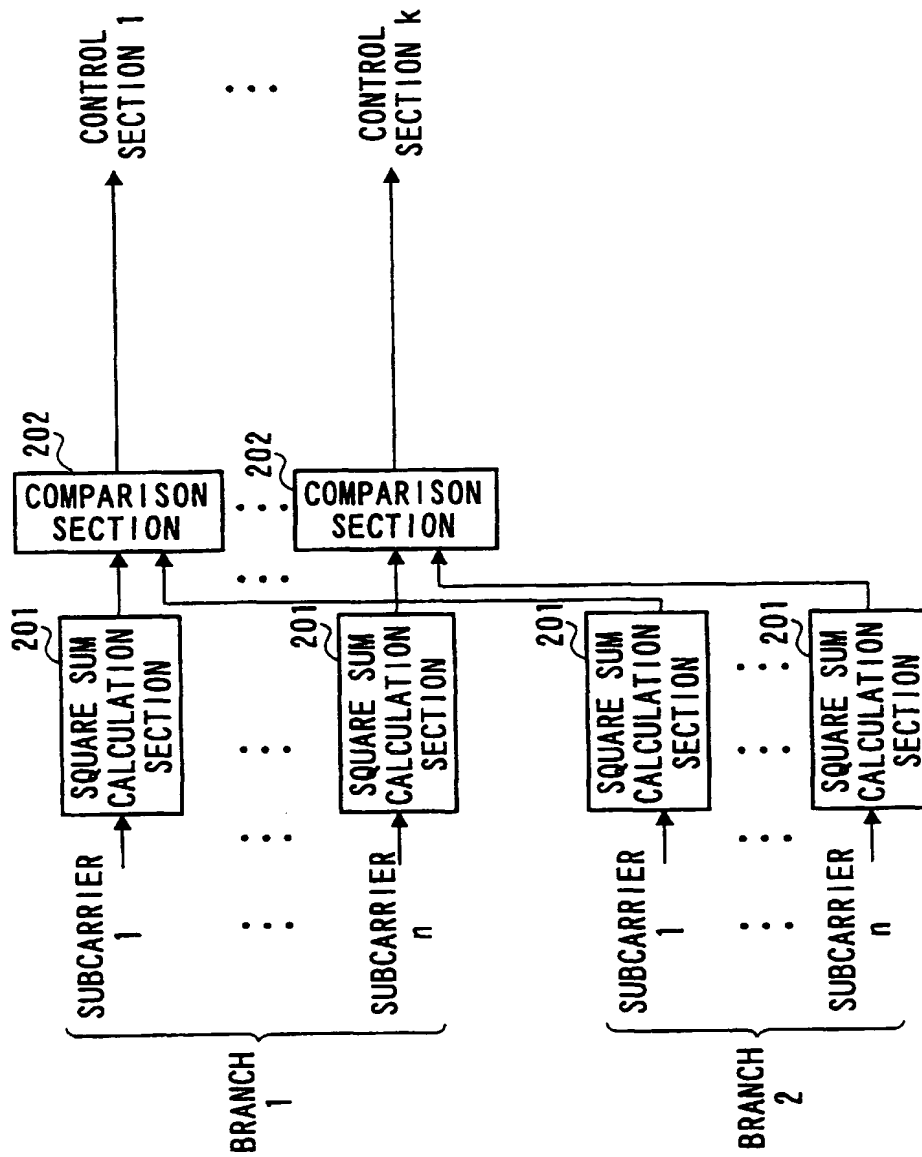 BRANCH
1
SUBCARRIER
1
201
SQUARE SUM
CALCULATION
SECTION
202
COMPARISON
SECTION
CONTROL
SECTION 1
SUBCARRIER
n
201
SQUARE SUM
CALCULATION
SECTION
202
COMPARISON
SECTION
CONTROL
SECTION k
BRANCH
2
SUBCARRIER
1
201
SQUARE SUM
CALCULATION
SECTION
SUBCARRIER
n
201
SQUARE SUM
CALCULATION
SECTION